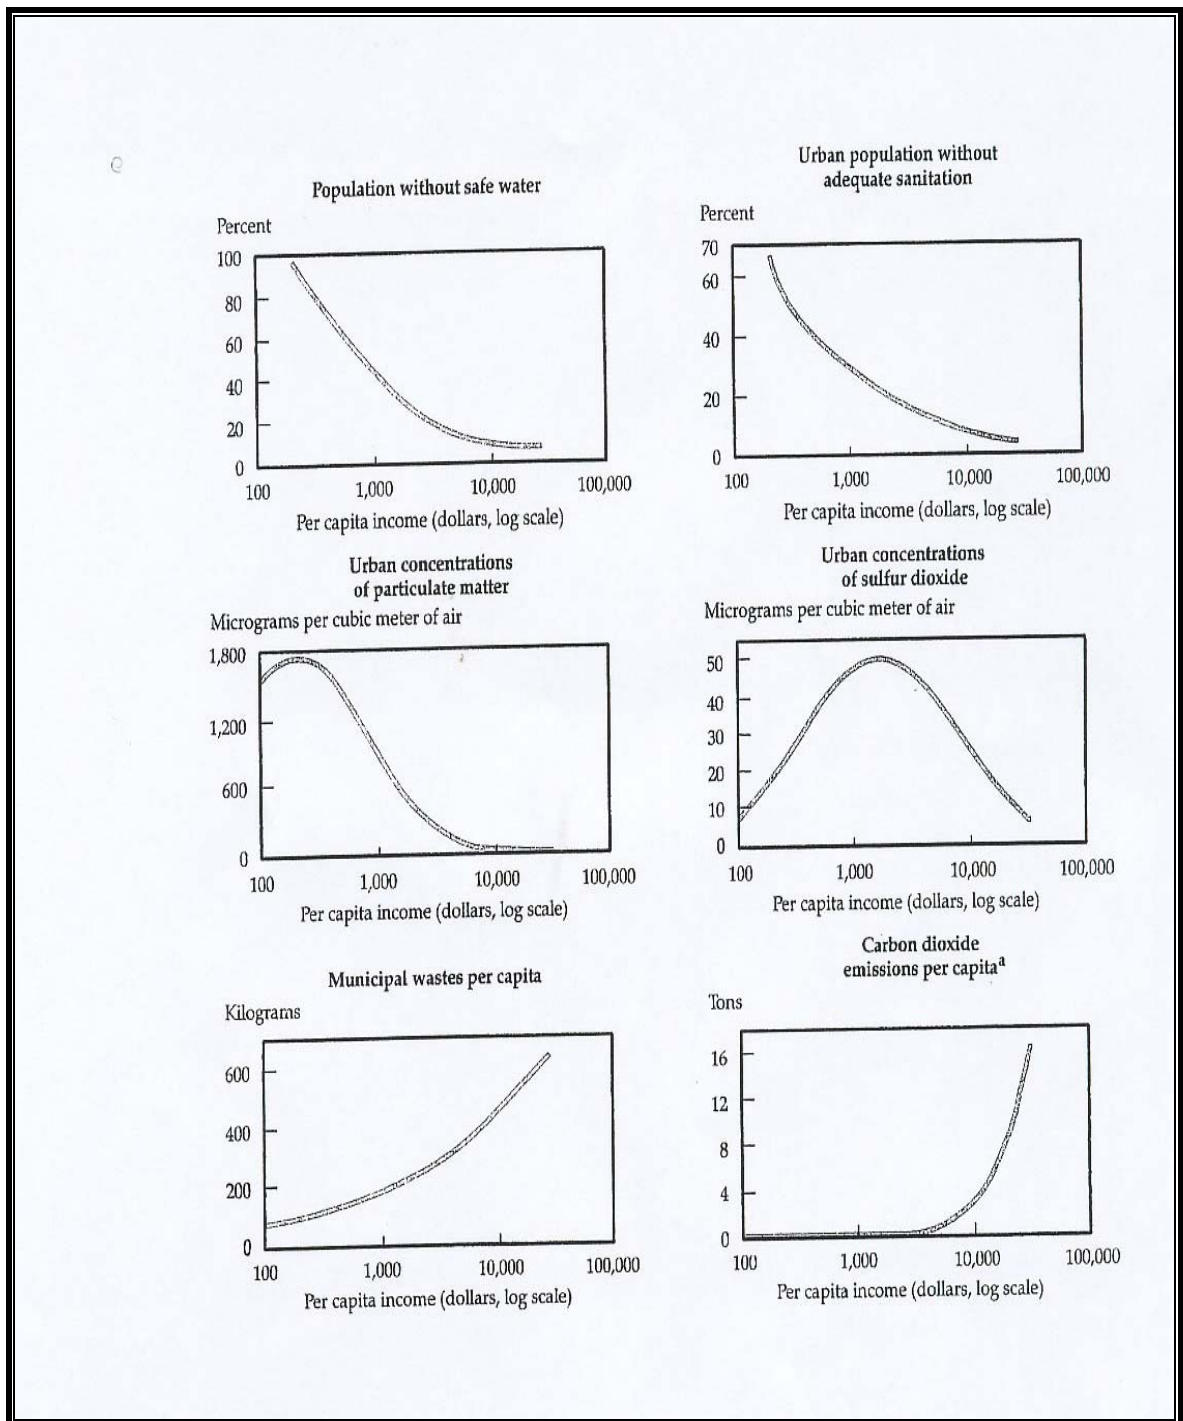 Population without safe water
Percent
100
80
60
40
20
0
100 1,000 10,000 100,000
Per capita income (dollars, log scale)
Urban population without
adequate sanitation
Percent
70
60
40
20
0
100 1,000 10,000 100,000
Per capita income (dollars, log scale)
Urban concentrations
of particulate matter
Micrograms per cubic meter of air
1,800
1,200
600
0
100 1,000 10,000 100,000
Per capita income (dollars, log scale)
Urban concentrations
of sulfur dioxide
Micrograms per cubic meter of air
50
40
30
20
10
0
100 1,000 10,000 100,000
Per capita income (dollars, log scale)
Municipal wastes per capita
Kilograms
600
400
200
0
100 1,000 10,000 100,000
Per capita income (dollars, log scale)
Carbon dioxide
emissions per capitaª
Tons
16
12
8
4
0
100 1,000 10,000 100,000
Per capita income (dollars, log scale)